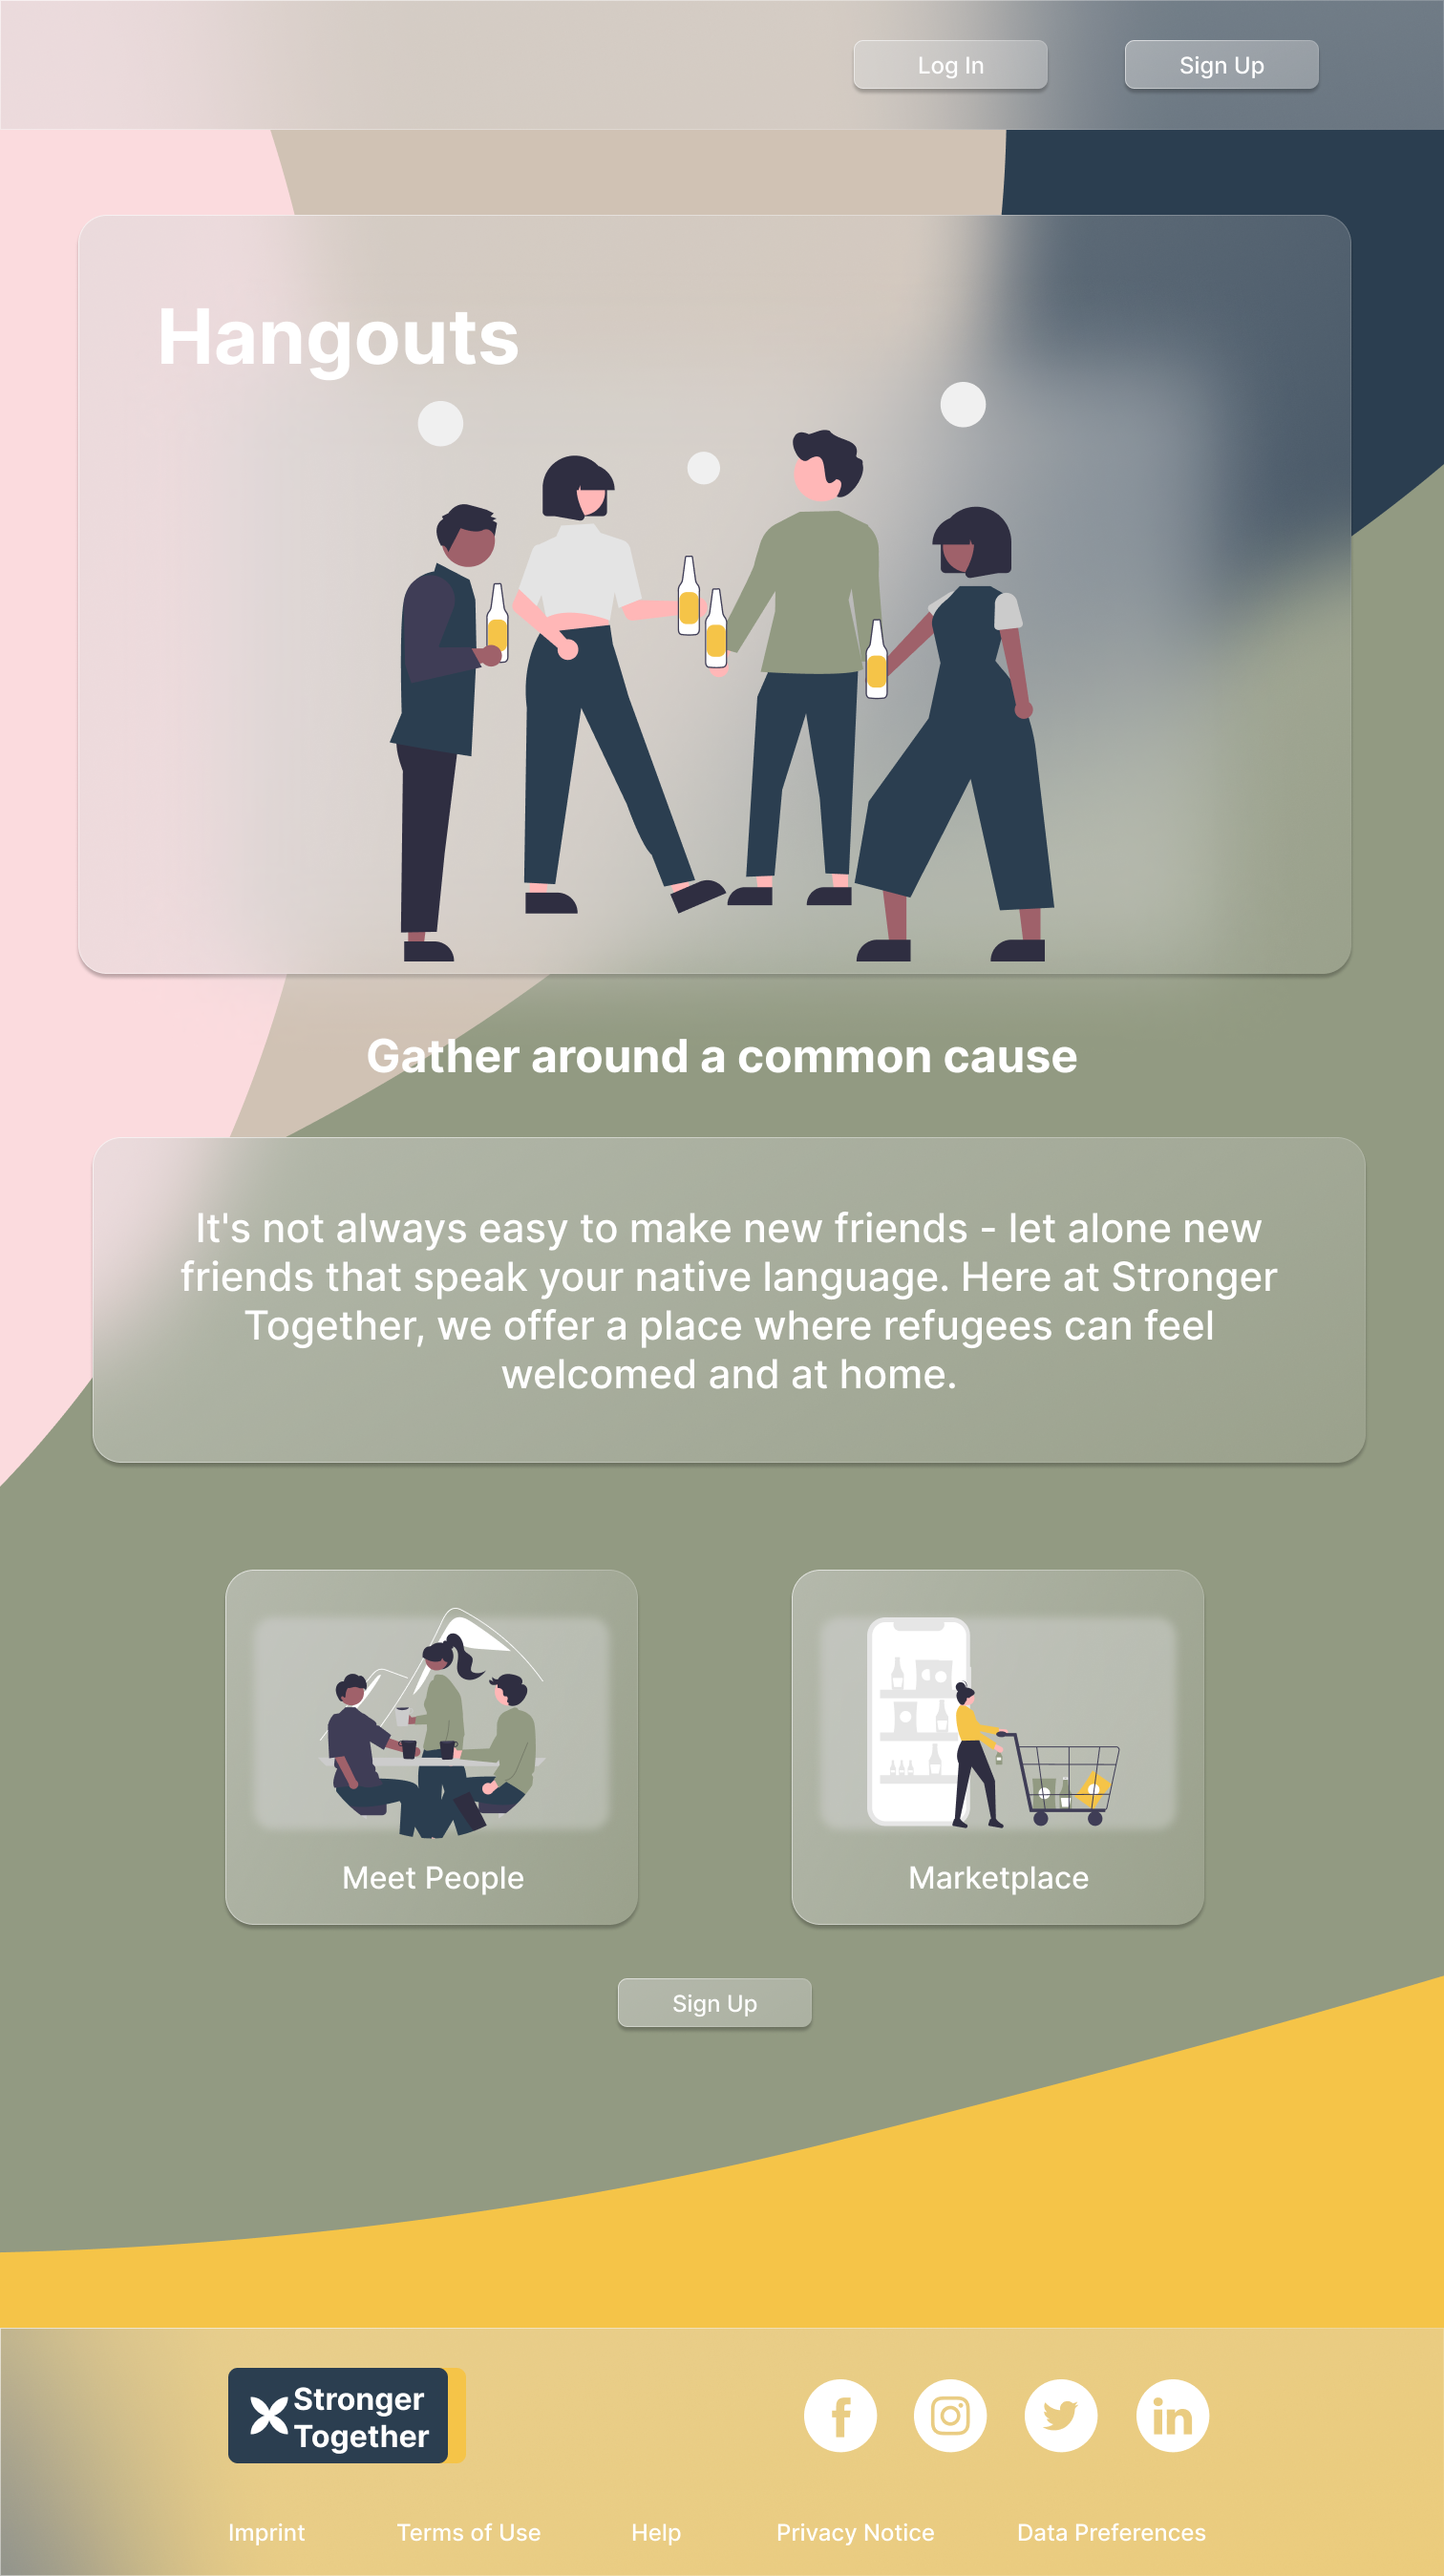 Log In
Sign Up
Hangouts
Gather around a common cause
It's not always easy to make new friends - let alone new
friends that speak your native language. Here at Stronger
Together, we offer a place where refugees can feel
welcomed and at home.
Meet People
Marketplace
Sign Up
Stronger
Together
Imprint
Terms of Use
Help
Privacy Notice
Data Preferences